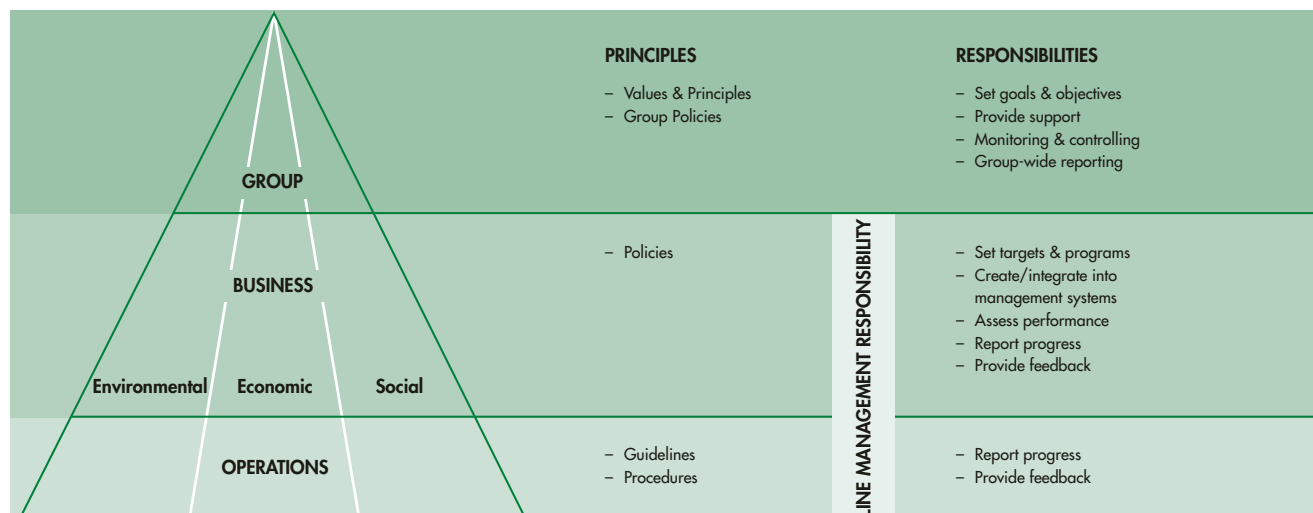 PRINCIPLES
– Values & Principles
– Group Policies
RESPONSIBILITIES
– Set goals & objectives
– Provide support
– Monitoring & controlling
– Group-wide reporting
GROUP
BUSINESS
Environmental
Economic
Social
– Policies
LINE MANAGEMENT RESPONSIBILITY
– Set targets & programs
– Create/integrate into
management systems
– Assess performance
– Report progress
– Provide feedback
OPERATIONS
– Guidelines
– Procedures
– Report progress
– Provide feedback